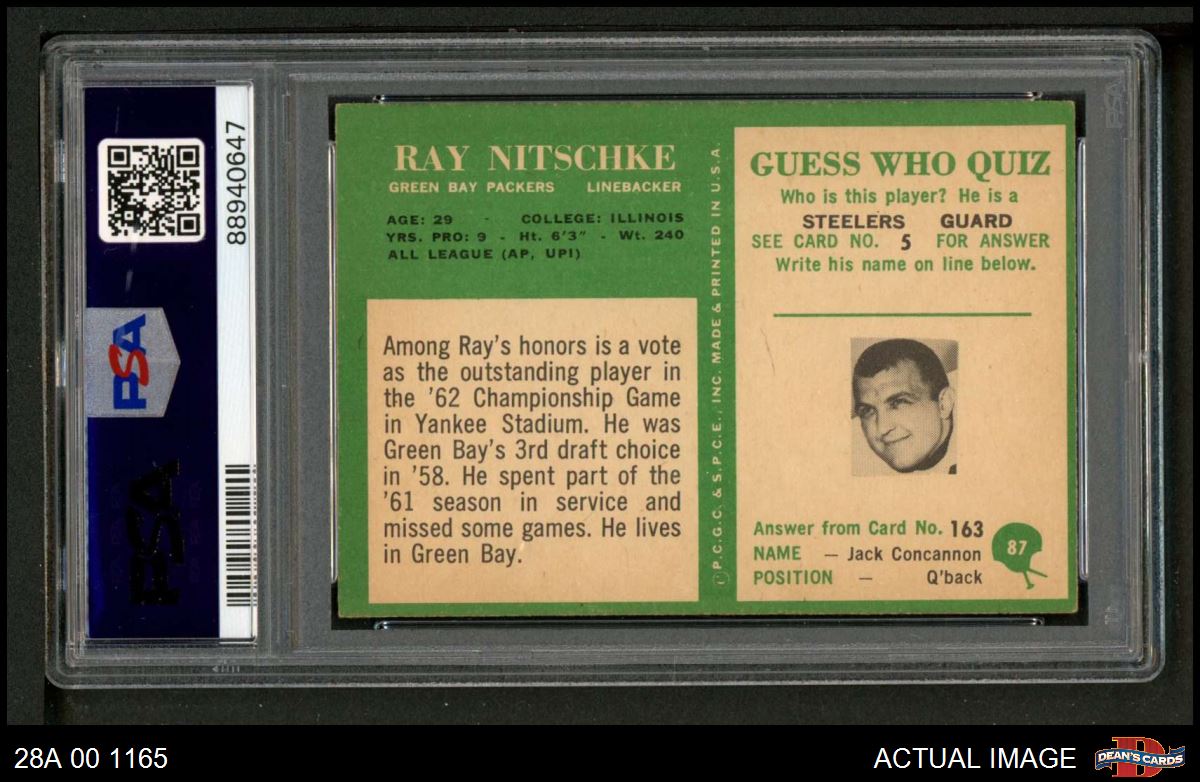 88940647
PSA
PSA
RAY NITSCHKE
GREEN BAY PACKERS LINEBACKER
AGE: 29 - COLLEGE: ILLINOIS
YRS. PRO: 9 - Ht. 6'3" - Wt. 240
ALL LEAGUE (AP, UPI)
Among Ray's honors is a vote
as the outstanding player in
the '62 Championship Game
in Yankee Stadium. He was
Green Bay's 3rd draft choice
in '58. He spent part of the
'61 season in service and
missed some games. He lives
in Green Bay.
© P.C.G.C. & S.P.C.E., INC. MADE & PRINTED IN U.S.A.
GUESS WHO QUIZ
Who is this player? He is a
STEELERS GUARD
SEE CARD NO. 5 FOR ANSWER
Write his name on line below.
Answer from Card No. 163
NAME — Jack Concannon
POSITION — Q'back
87
28A 00 1165
ACTUAL IMAGE
DEAN'S CARDS